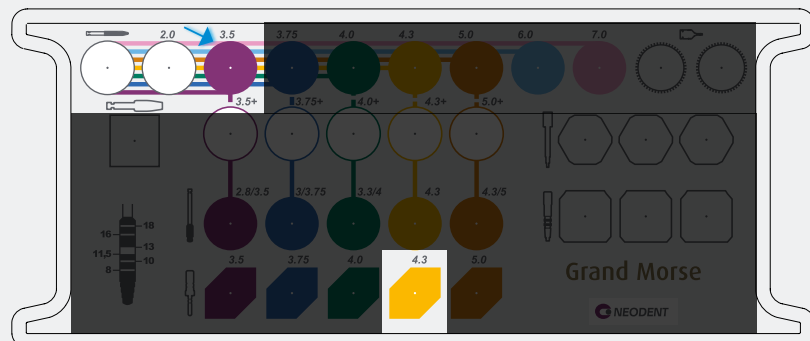 2.0 3.5 3.75 4.0 4.3 5.0 6.0 7.0
3.5+ 3.75+ 4.0+ 4.3+ 5.0+
2.8/3.5 3/3.75 3.3/4 4.3 4.3/5
18
16
13
11,5
10
8
3.5 3.75 4.0 4.3 5.0
Grand Morse
NEODENT